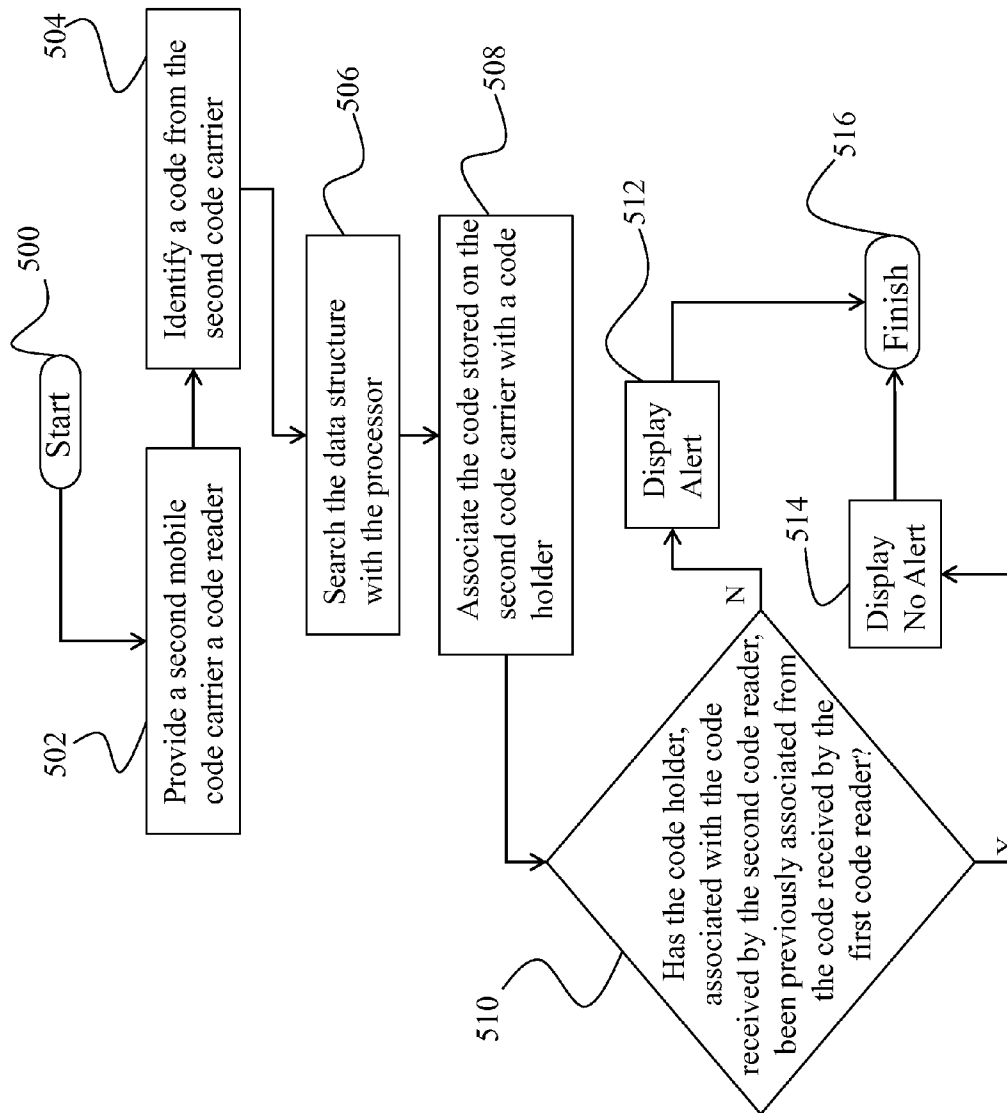 500
Start
502
Provide a second mobile
code carrier a code reader
504
Identify a code from the
second code carrier
506
Search the data structure
with the processor
508
Associate the code stored on the
second code carrier with a code
holder
510
Has the code holder,
associated with the code
received by the second code reader,
been previously associated from
the code received by the
first code reader?
N
512
Display
Alert
Y
514
Display
No Alert
516
Finish